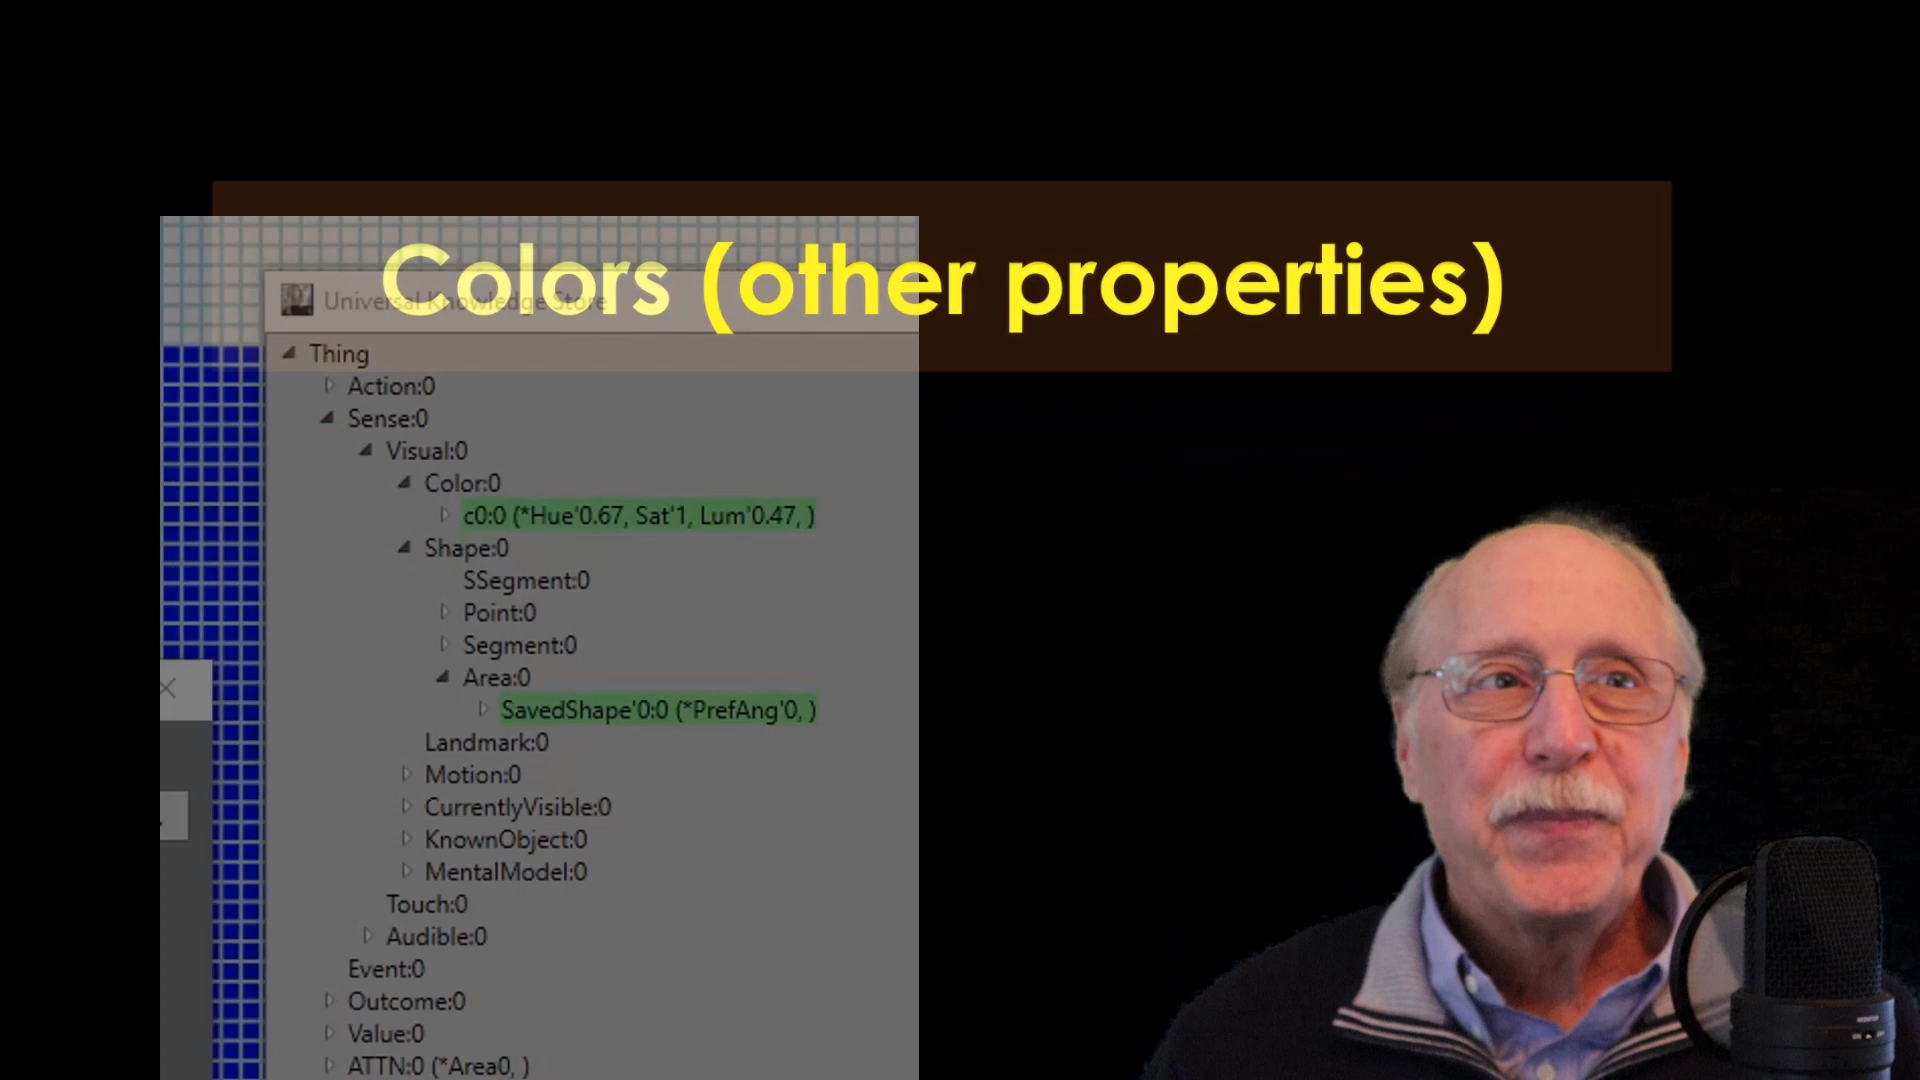 Colors (other properties)
Universal Knowledge Store
Thing
Action:0
Sense:0
Visual:0
Color:0
c0:0 (*Hue'0.67, Sat'1, Lum'0.47, )
Shape:0
SSegment:0
Point:0
Segment:0
Area:0
SavedShape'0:0 (*PrefAng'0, )
Landmark:0
Motion:0
CurrentlyVisible:0
KnownObject:0
MentalModel:0
Touch:0
Audible:0
Event:0
Outcome:0
Value:0
ATTN:0 (*Area0, )